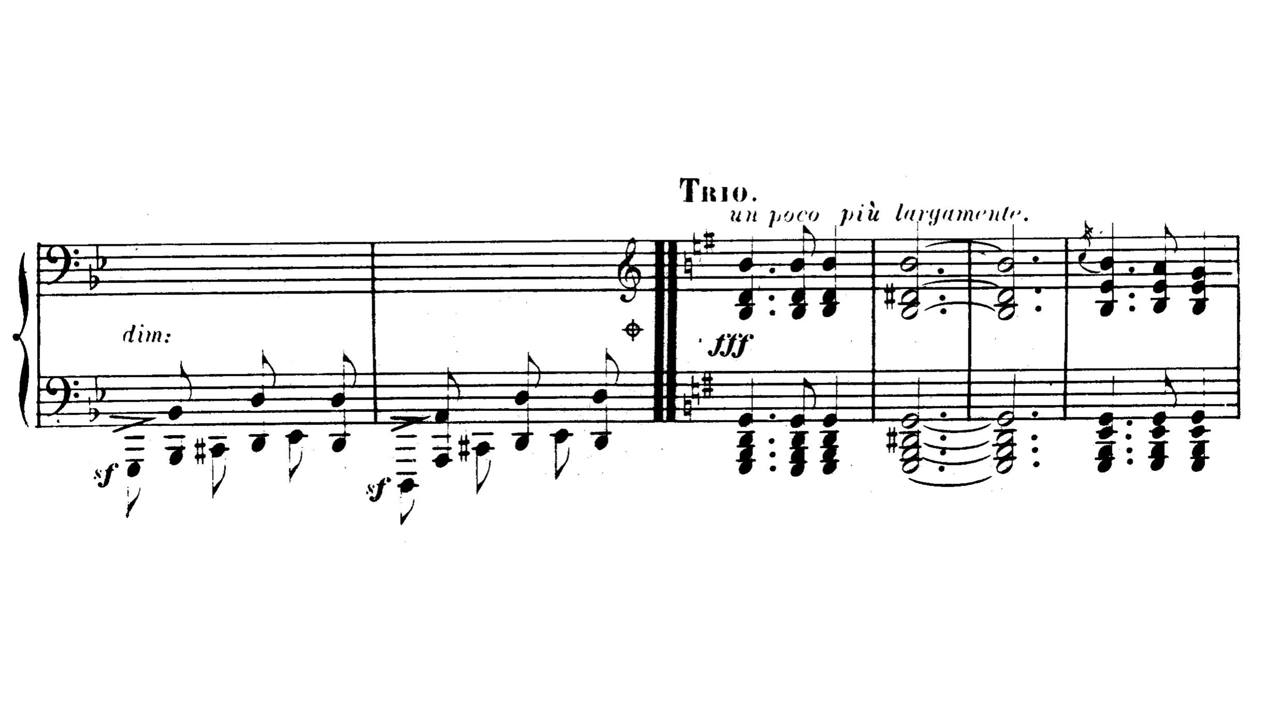 TRIO.
un poco più largamente.
dim:
fff
sf
sf